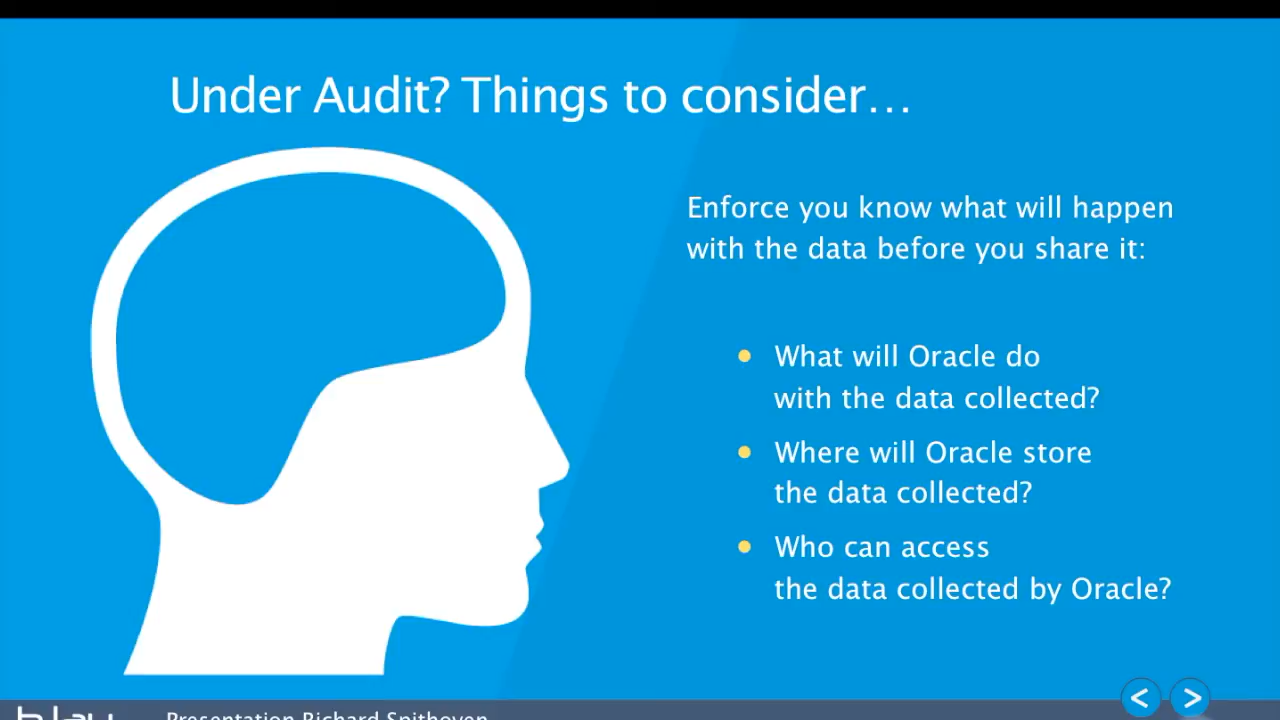 Under Audit? Things to consider...
Enforce you know what will happen
with the data before you share it:
What will Oracle do
with the data collected?
Where will Oracle store
the data collected?
Who can access
the data collected by Oracle?
Presentation Richard Spithoven